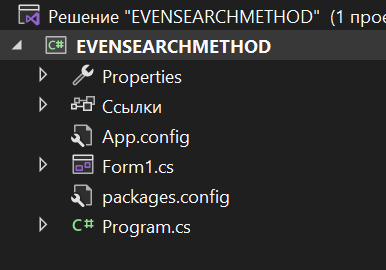 Решение "EVENSEARCHMETHOD" (1 прое
C# EVENSEARCHMETHOD
Properties
Ссылки
App.config
Form1.cs
packages.config
C# Program.cs